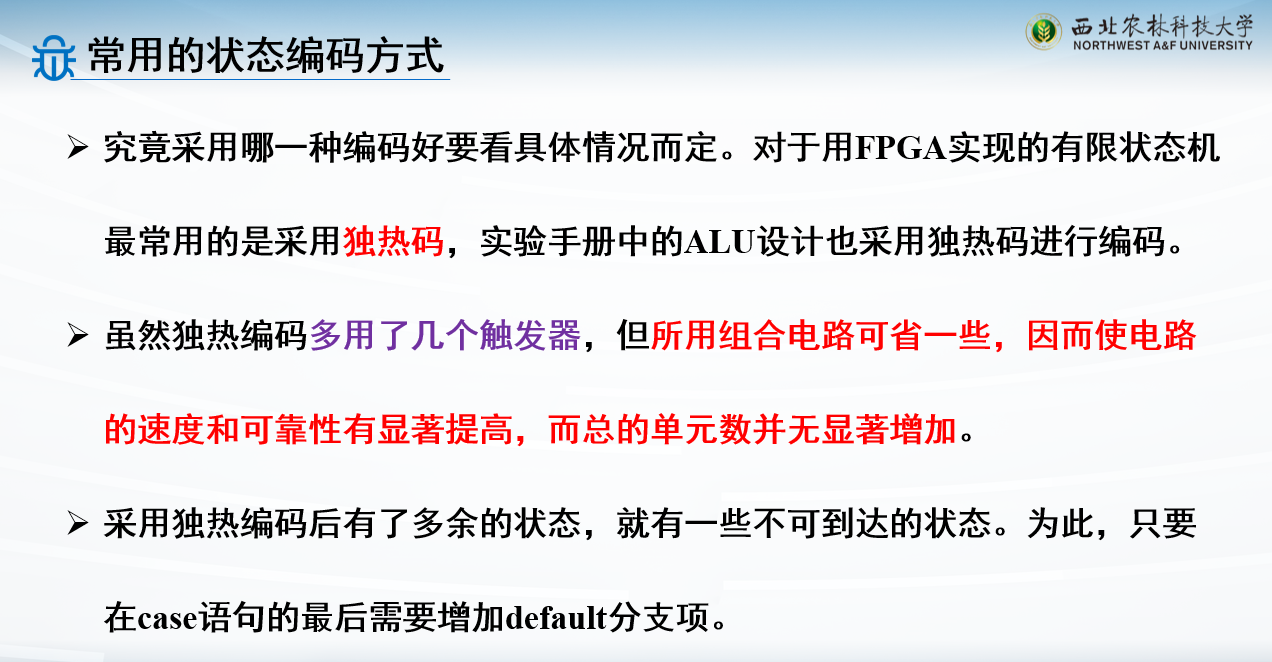 常用的状态编码方式
西北农林科技大学
NORTHWEST A&F UNIVERSITY
➢ 究竟采用哪一种编码好要看具体情况而定。对于用FPGA实现的有限状态机
最常用的是采用独热码，实验手册中的ALU设计也采用独热码进行编码。
➢ 虽然独热编码多用了几个触发器，但所用组合电路可省一些，因而使电路
的速度和可靠性有显著提高，而总的单元数并无显著增加。
➢ 采用独热编码后有了多余的状态，就有一些不可到达的状态。为此，只要
在case语句的最后需要增加default分支项。